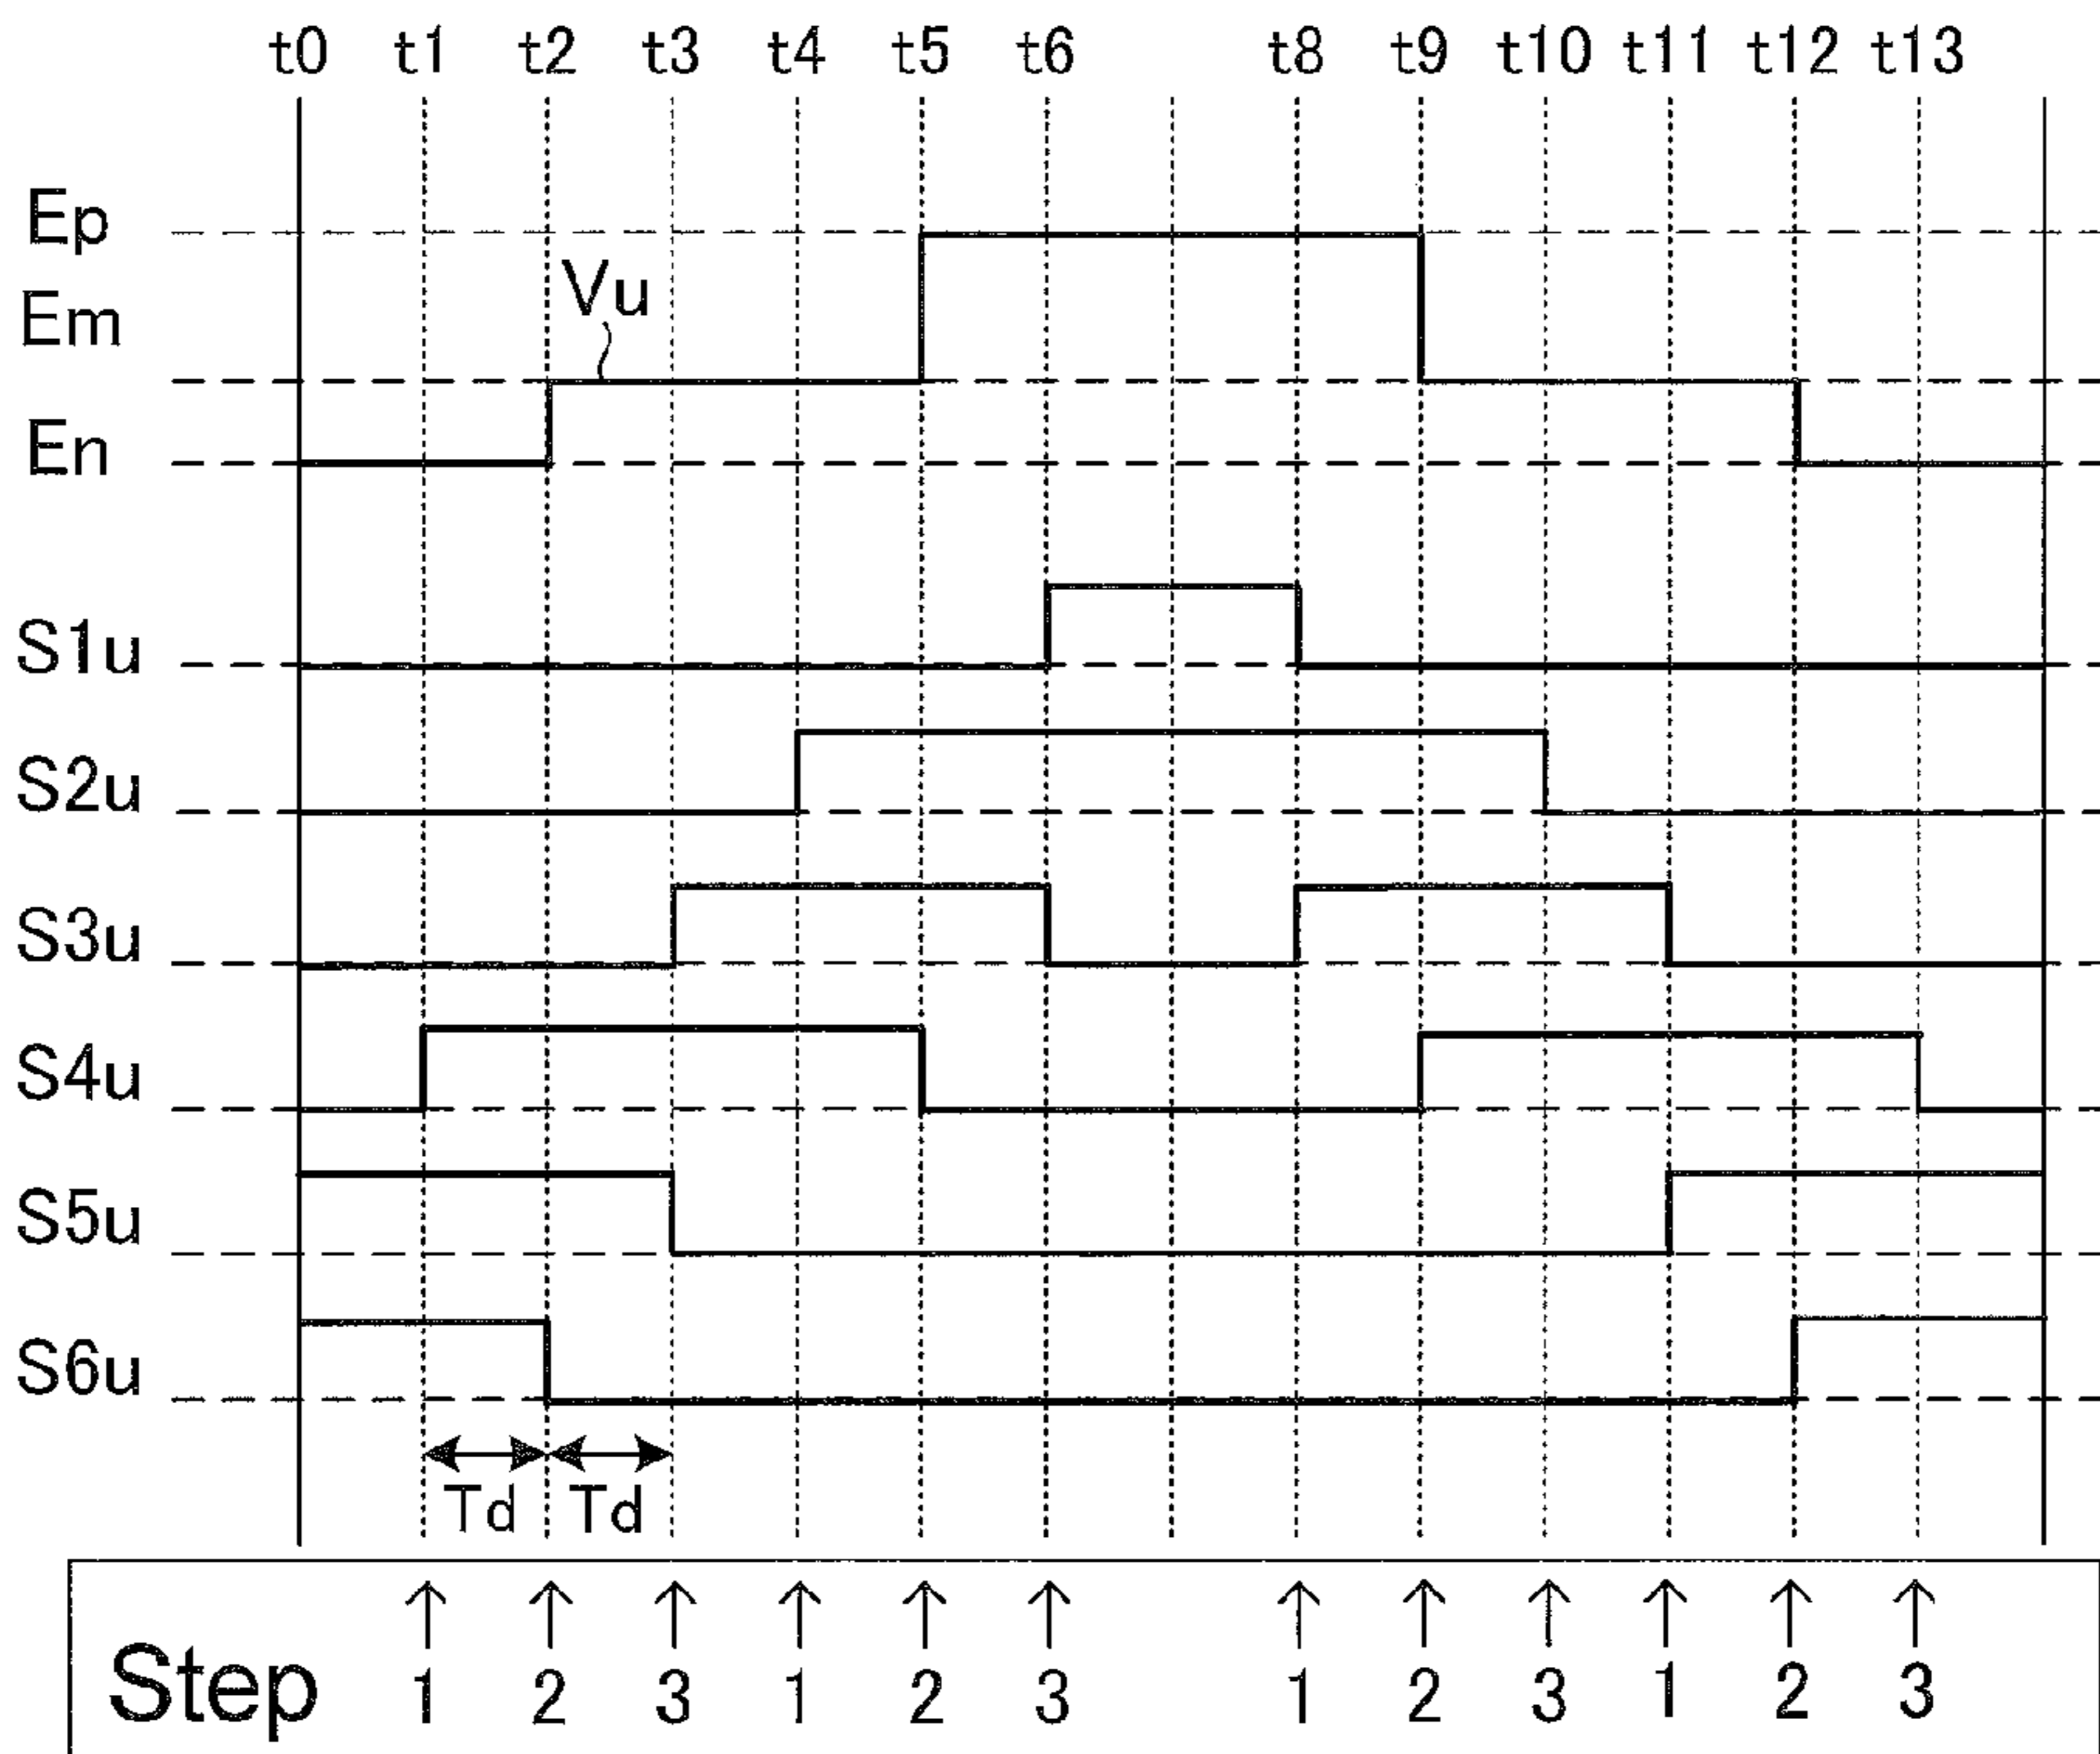 t0 t1 t2 t3 t4 t5 t6 t8 t9 t10 t11 t12 t13
Ep
Vu
Em
En
S1u
S2u
S3u
S4u
S5u
S6u
Td Td
Step 1 2 3 1 2 3 1 2 3 1 2 3